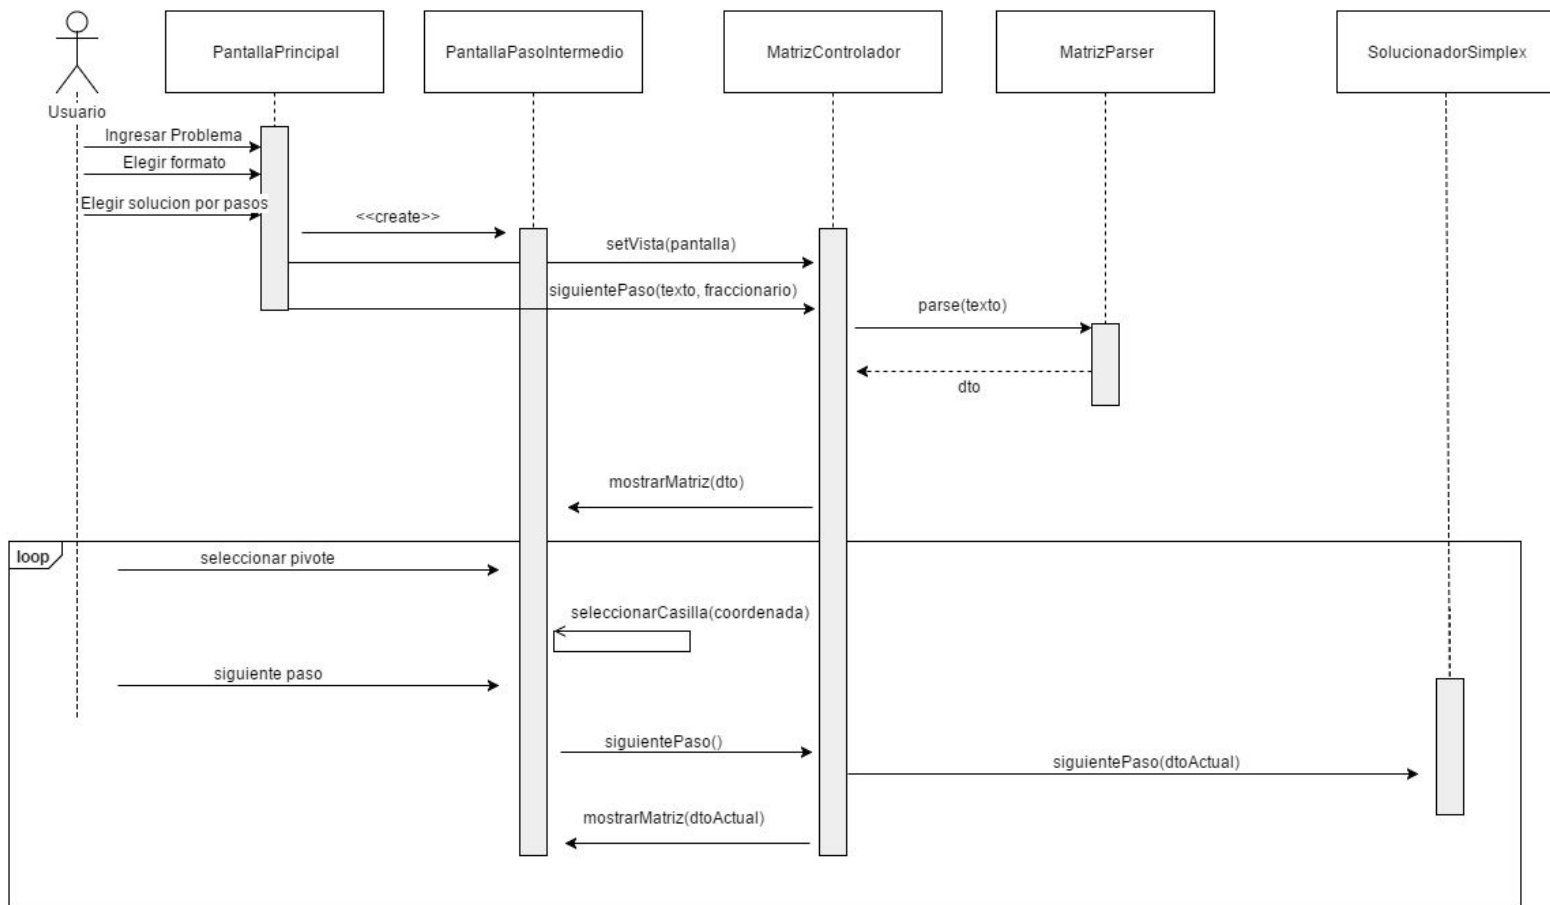 PantallaPrincipal
PantallaPasoIntermedio
MatrizControlador
MatrizParser
SolucionadorSimplex
Usuario
Ingresar Problema
Elegir formato
Elegir solucion por pasos
<<create>>
setVista(pantalla)
siguientePaso(texto, fraccionario)
parse(texto)
dto
mostrarMatriz(dto)
loop
seleccionar pivote
seleccionarCasilla(coordenada)
siguiente paso
siguientePaso()
siguientePaso(dtoActual)
mostrarMatriz(dtoActual)